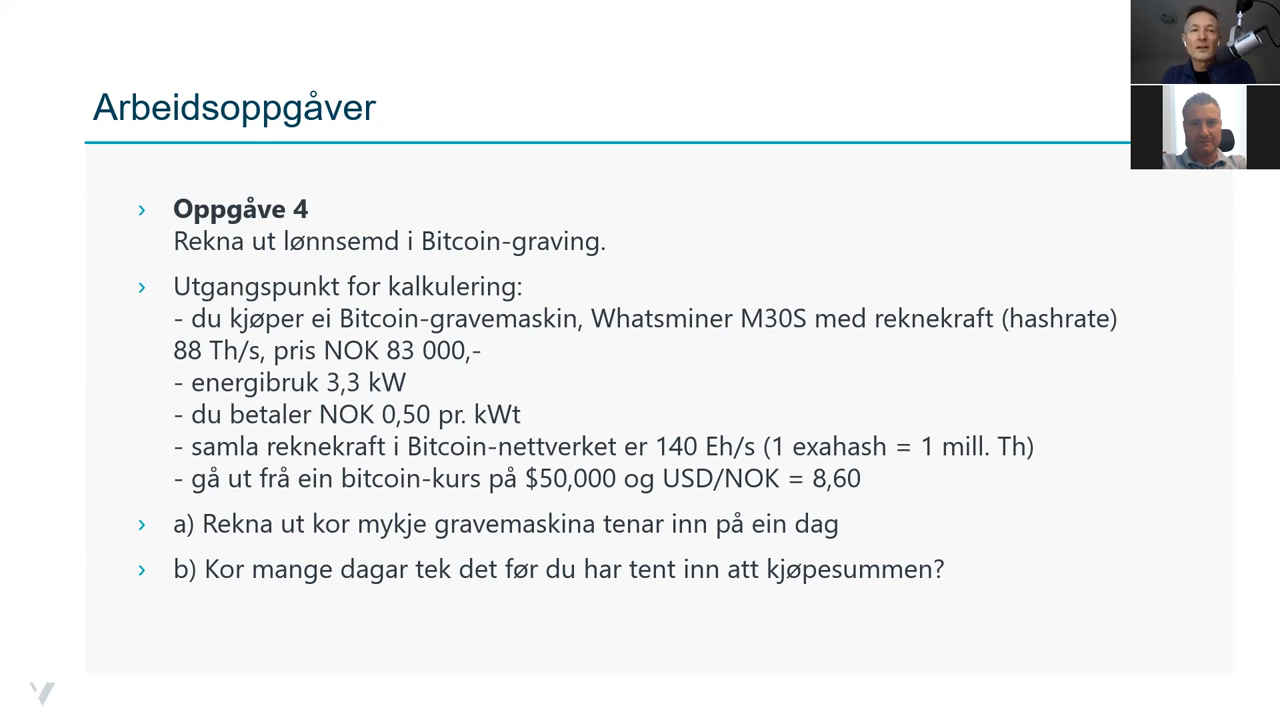 Arbeidsoppgåver
› Oppgåve 4
Rekna ut lønnsemd i Bitcoin-graving.
› Utgangspunkt for kalkulering:
- du kjøper ei Bitcoin-gravemaskin, Whatsminer M30S med reknekraft (hashrate)
88 Th/s, pris NOK 83 000,-
- energibruk 3,3 kW
- du betaler NOK 0,50 pr. kWt
- samla reknekraft i Bitcoin-nettverket er 140 Eh/s (1 exahash = 1 mill. Th)
- gå ut frå ein bitcoin-kurs på $50,000 og USD/NOK = 8,60
› a) Rekna ut kor mykje gravemaskina tenar inn på ein dag
› b) Kor mange dagar tek det før du har tent inn att kjøpesummen?